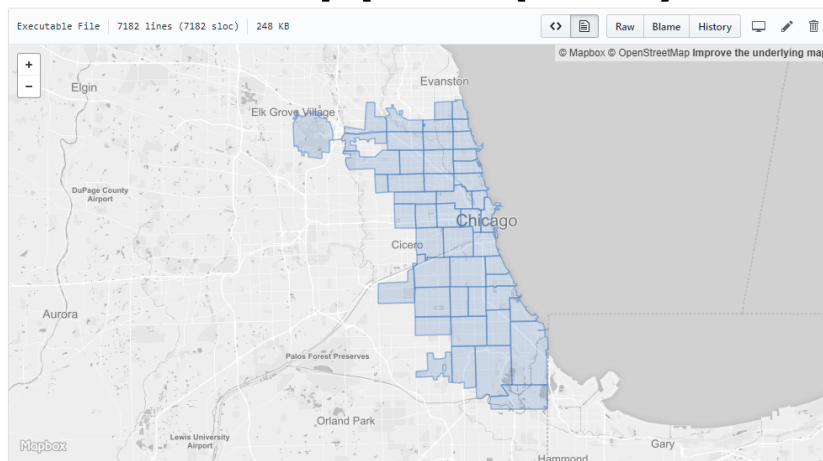 Executable File 7182 lines (7182 sloc) 248 KB
<> Raw Blame History
© Mapbox © OpenStreetMap Improve the underlying map
+
−
Evanston
Elgin
Elk Grove Village
DuPage County
Airport
Chicago
Cicero
Aurora
Palos Forest Preserves
Orland Park
Lewis University
Airport
Mapbox
Gary
Hammond